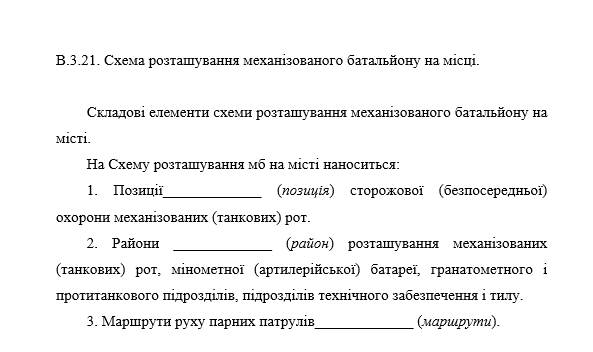 В.3.21. Схема розташування механізованого батальйону на місці.
Складові елементи схеми розташування механізованого батальйону на
місті.
На Схему розташування мб на місті наноситься:
1. Позиції_____________ (позиція) сторожової (безпосередньої)
охорони механізованих (танкових) рот.
2. Райони _____________ (район) розташування механізованих
(танкових) рот, мінометної (артилерійської) батареї, гранатометного і
протитанкового підрозділів, підрозділів технічного забезпечення і тилу.
3. Маршрути руху парних патрулів_____________ (маршрути).